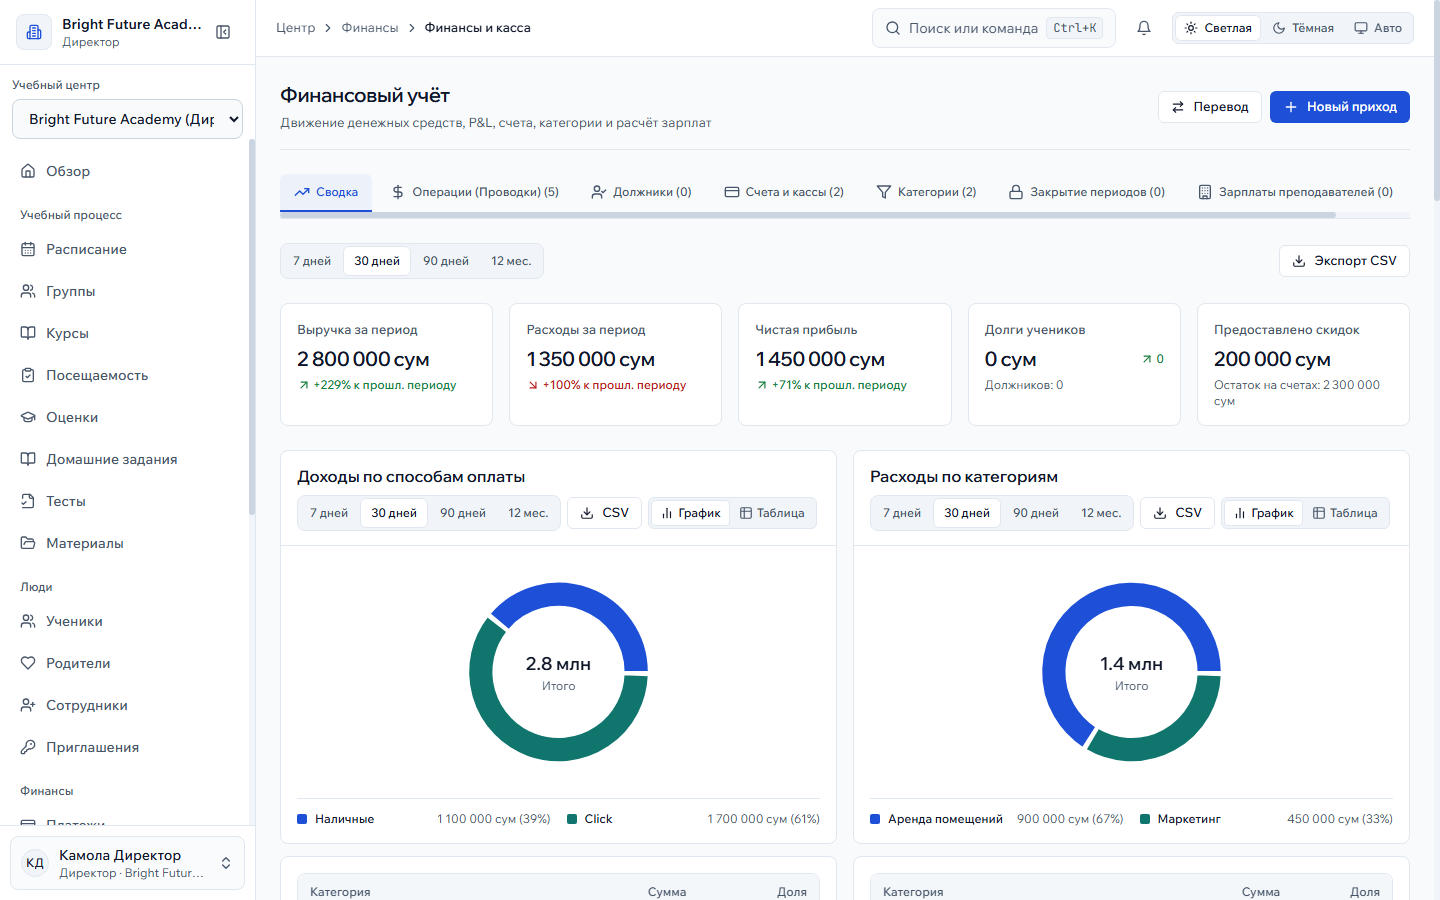 Bright Future Acad...
Директор
Учебный центр
Bright Future Academy (Дир
Обзор
Учебный процесс
Расписание
Группы
Курсы
Посещаемость
Оценки
Домашние задания
Тесты
Материалы
Люди
Ученики
Родители
Сотрудники
Приглашения
Финансы
Платежи
КД
Камола Директор
Директор · Bright Futur...
Центр > Финансы > Финансы и касса
Поиск или команда Ctrl+K
Светлая Тёмная Авто
Финансовый учёт
Движение денежных средств, P&L, счета, категории и расчёт зарплат
Перевод
Новый приход
Сводка
Операции (Проводки) (5)
Должники (0)
Счета и кассы (2)
Категории (2)
Закрытие периодов (0)
Зарплаты преподавателей (0)
7 дней 30 дней 90 дней 12 мес.
Экспорт CSV
Выручка за период
2 800 000 сум
+229% к прошл. периоду
Расходы за период
1 350 000 сум
+100% к прошл. периоду
Чистая прибыль
1 450 000 сум
+71% к прошл. периоду
Долги учеников
0 сум
0
Должников: 0
Предоставлено скидок
200 000 сум
Остаток на счетах: 2 300 000
сум
Доходы по способам оплаты
7 дней 30 дней 90 дней 12 мес. CSV График Таблица
2.8 млн
Итого
Наличные 1 100 000 сум (39%) Click 1 700 000 сум (61%)
Расходы по категориям
7 дней 30 дней 90 дней 12 мес. CSV График Таблица
1.4 млн
Итого
Аренда помещений 900 000 сум (67%) Маркетинг 450 000 сум (33%)
Категория Сумма Доля
Категория Сумма Доля